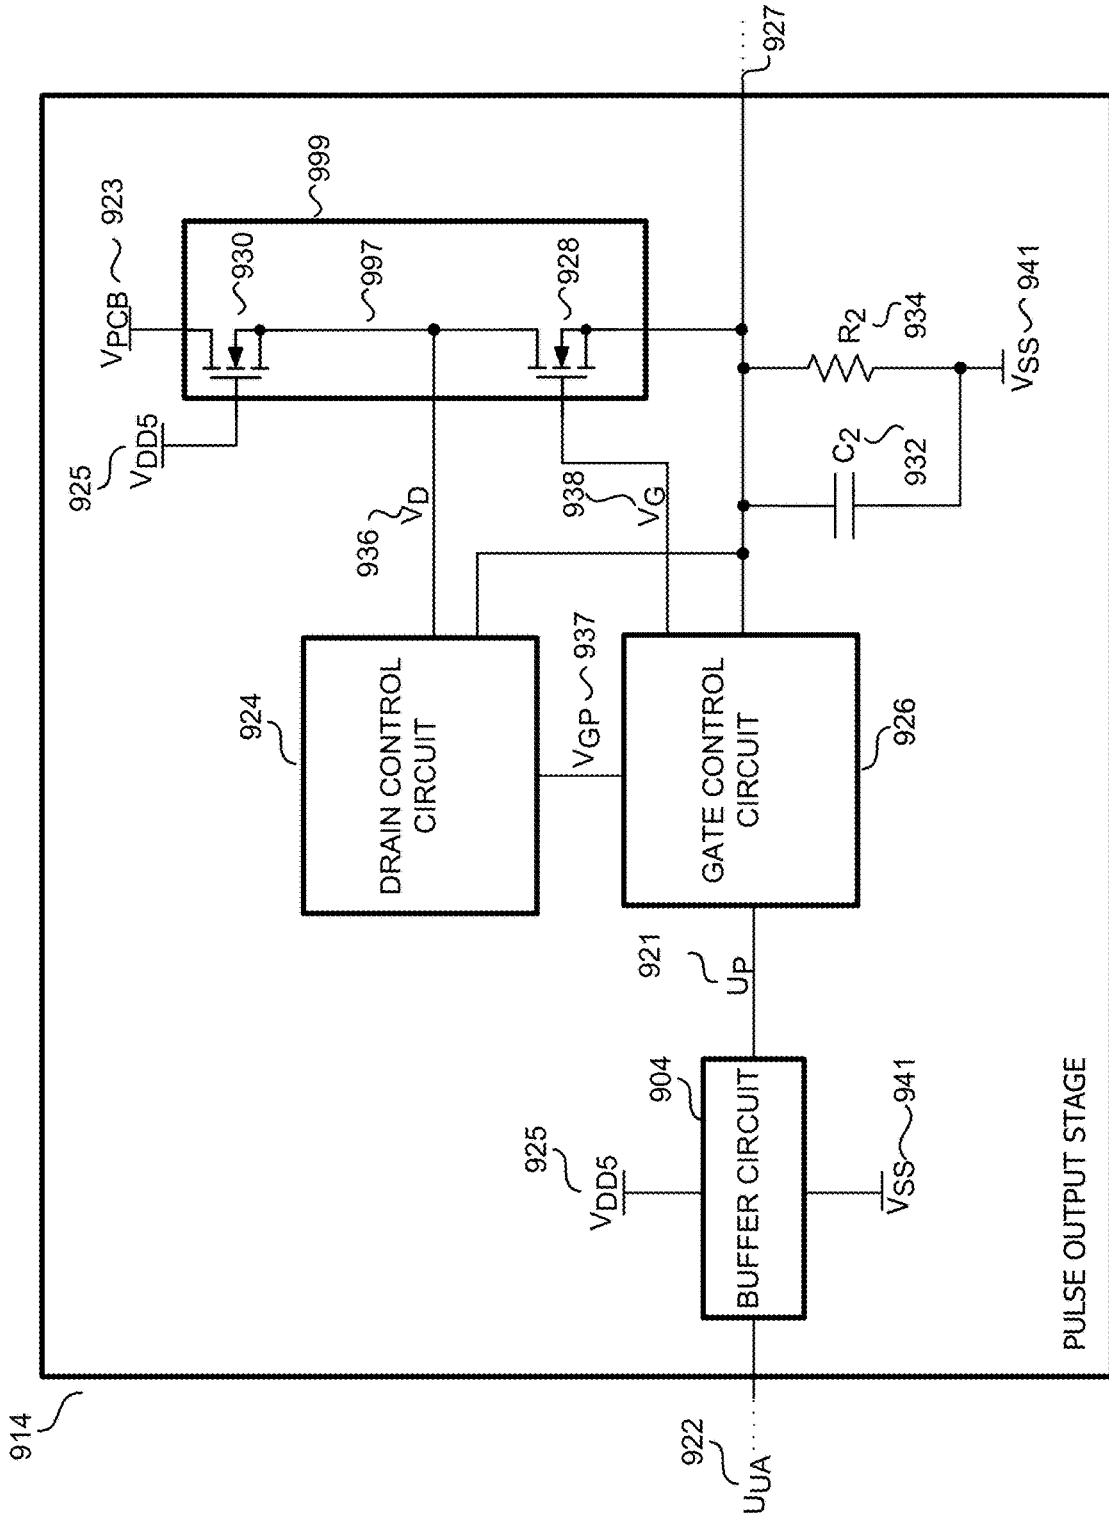 914
VPCB 923
VDD5
925
930
997
999
928
936
VD
938
VG
924
DRAIN CONTROL
CIRCUIT
VGP 937
GATE CONTROL
CIRCUIT
926
927
R2
934
C2
932
VSS 941
921
UP
904
BUFFER CIRCUIT
925
VDD5
VSS 941
922
UUA
PULSE OUTPUT STAGE